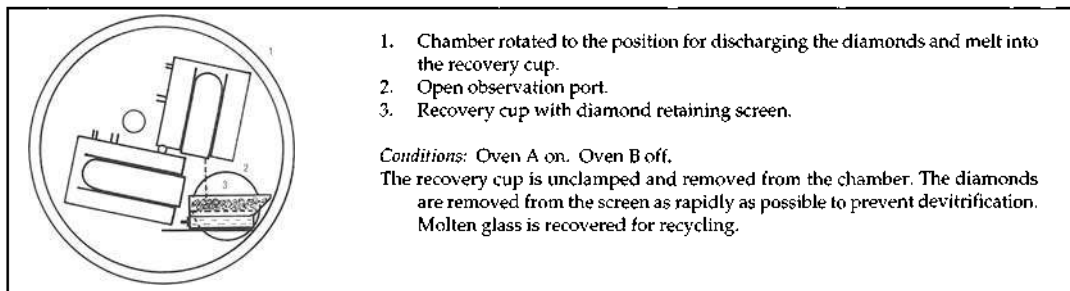 1
2
3
1. Chamber rotated to the position for discharging the diamonds and melt into
the recovery cup.
2. Open observation port.
3. Recovery cup with diamond retaining screen.
Conditions: Oven A on. Oven B off.
The recovery cup is unclamped and removed from the chamber. The diamonds
are removed from the screen as rapidly as possible to prevent devitrification.
Molten glass is recovered for recycling.